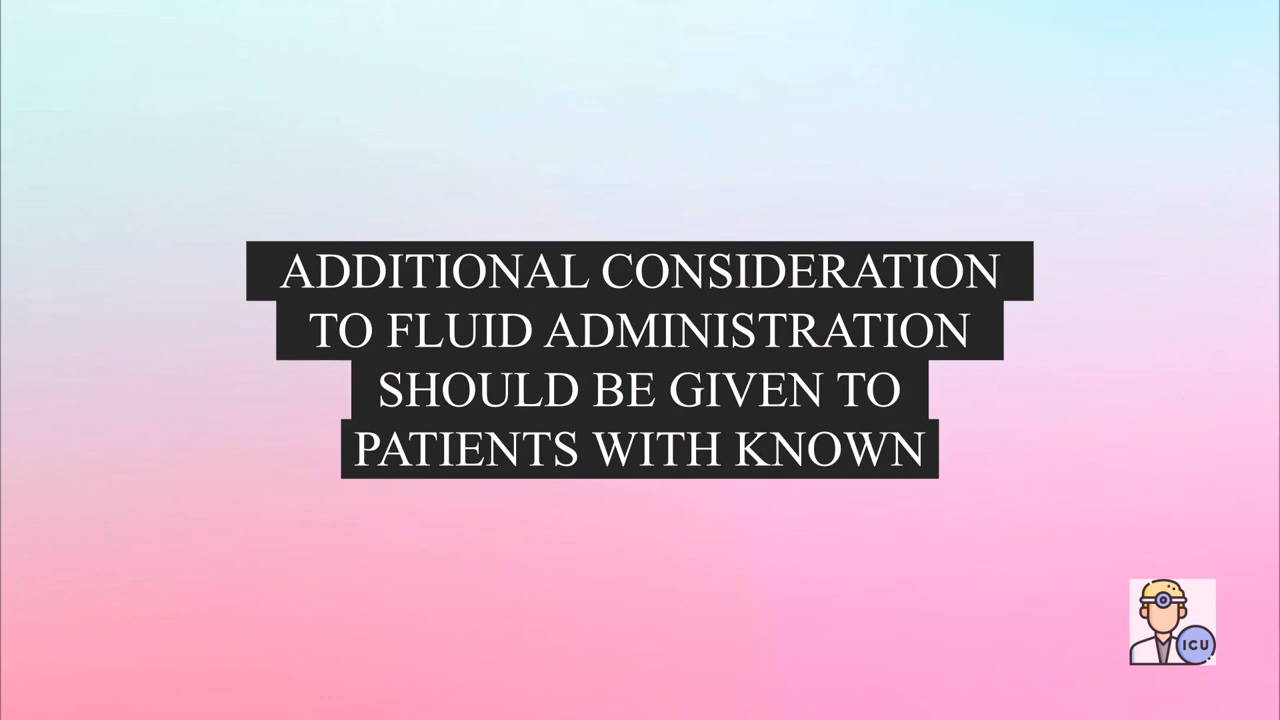 ADDITIONAL CONSIDERATION
TO FLUID ADMINISTRATION
SHOULD BE GIVEN TO
PATIENTS WITH KNOWN
ICU